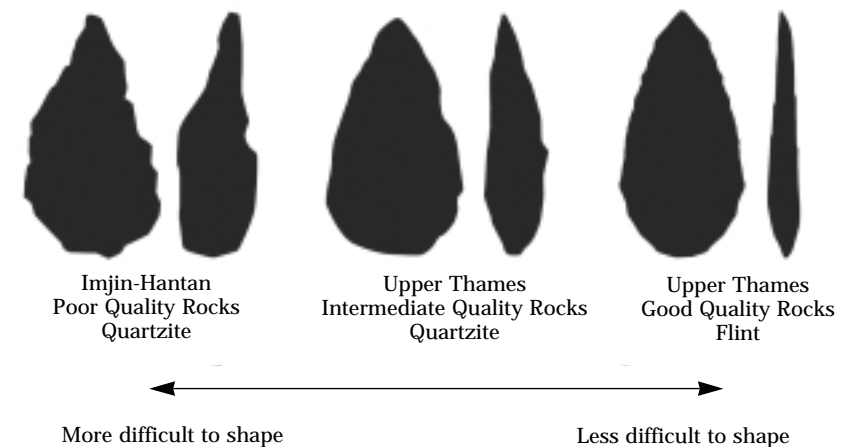 Imjin-Hantan
Poor Quality Rocks
Quartzite
Upper Thames
Intermediate Quality Rocks
Quartzite
Upper Thames
Good Quality Rocks
Flint
More difficult to shape
Less difficult to shape